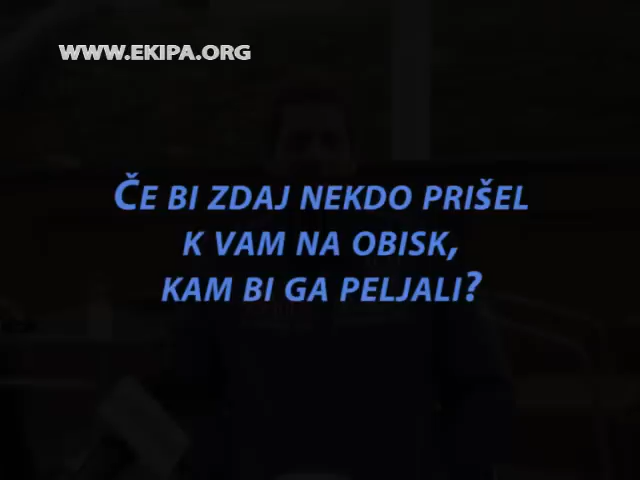 WWW.EKIPA.ORG
ČE BI ZDAJ NEKDO PRIŠEL
K VAM NA OBISK,
KAM BI GA PELJALI?